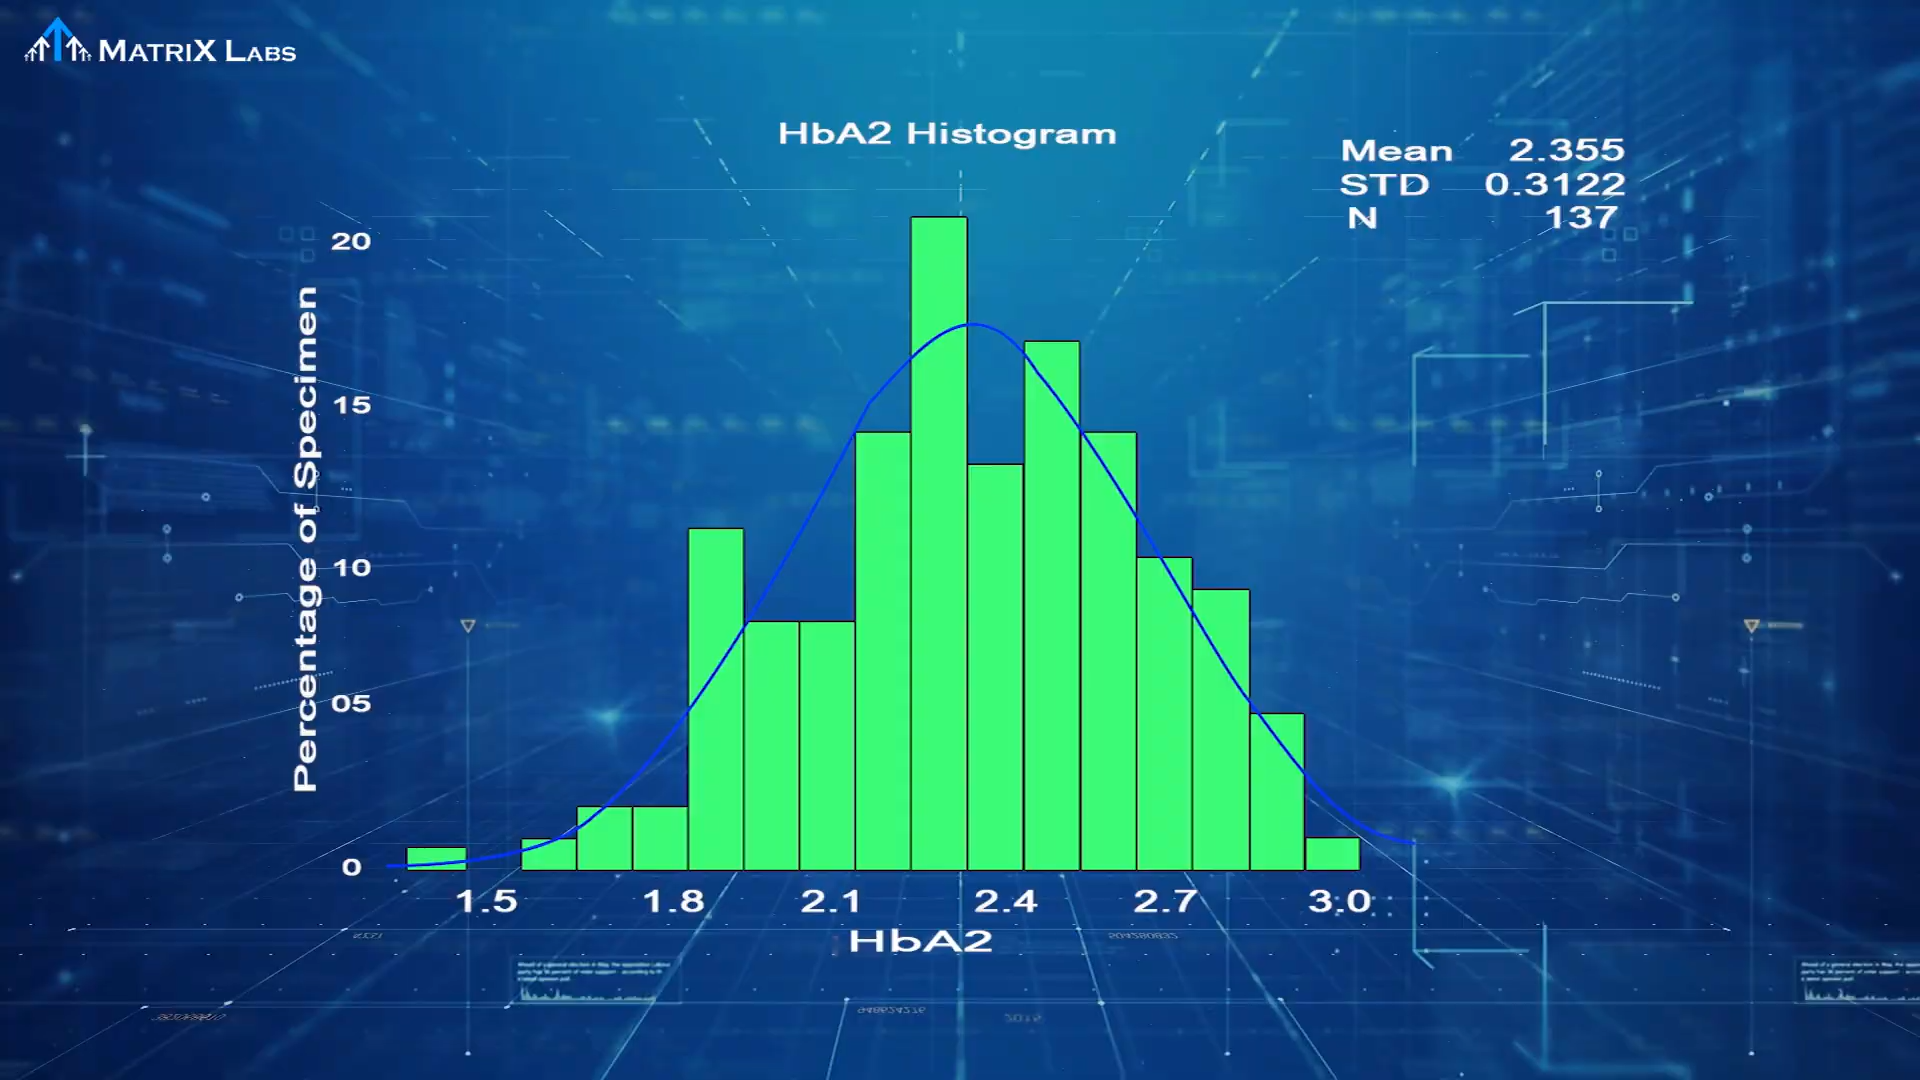 MATRIX LABS
HbA2 Histogram
Mean 2.355
STD 0.3122
N 137
Percentage of Specimen
20
15
10
05
0
1.5 1.8 2.1 2.4 2.7 3.0
HbA2